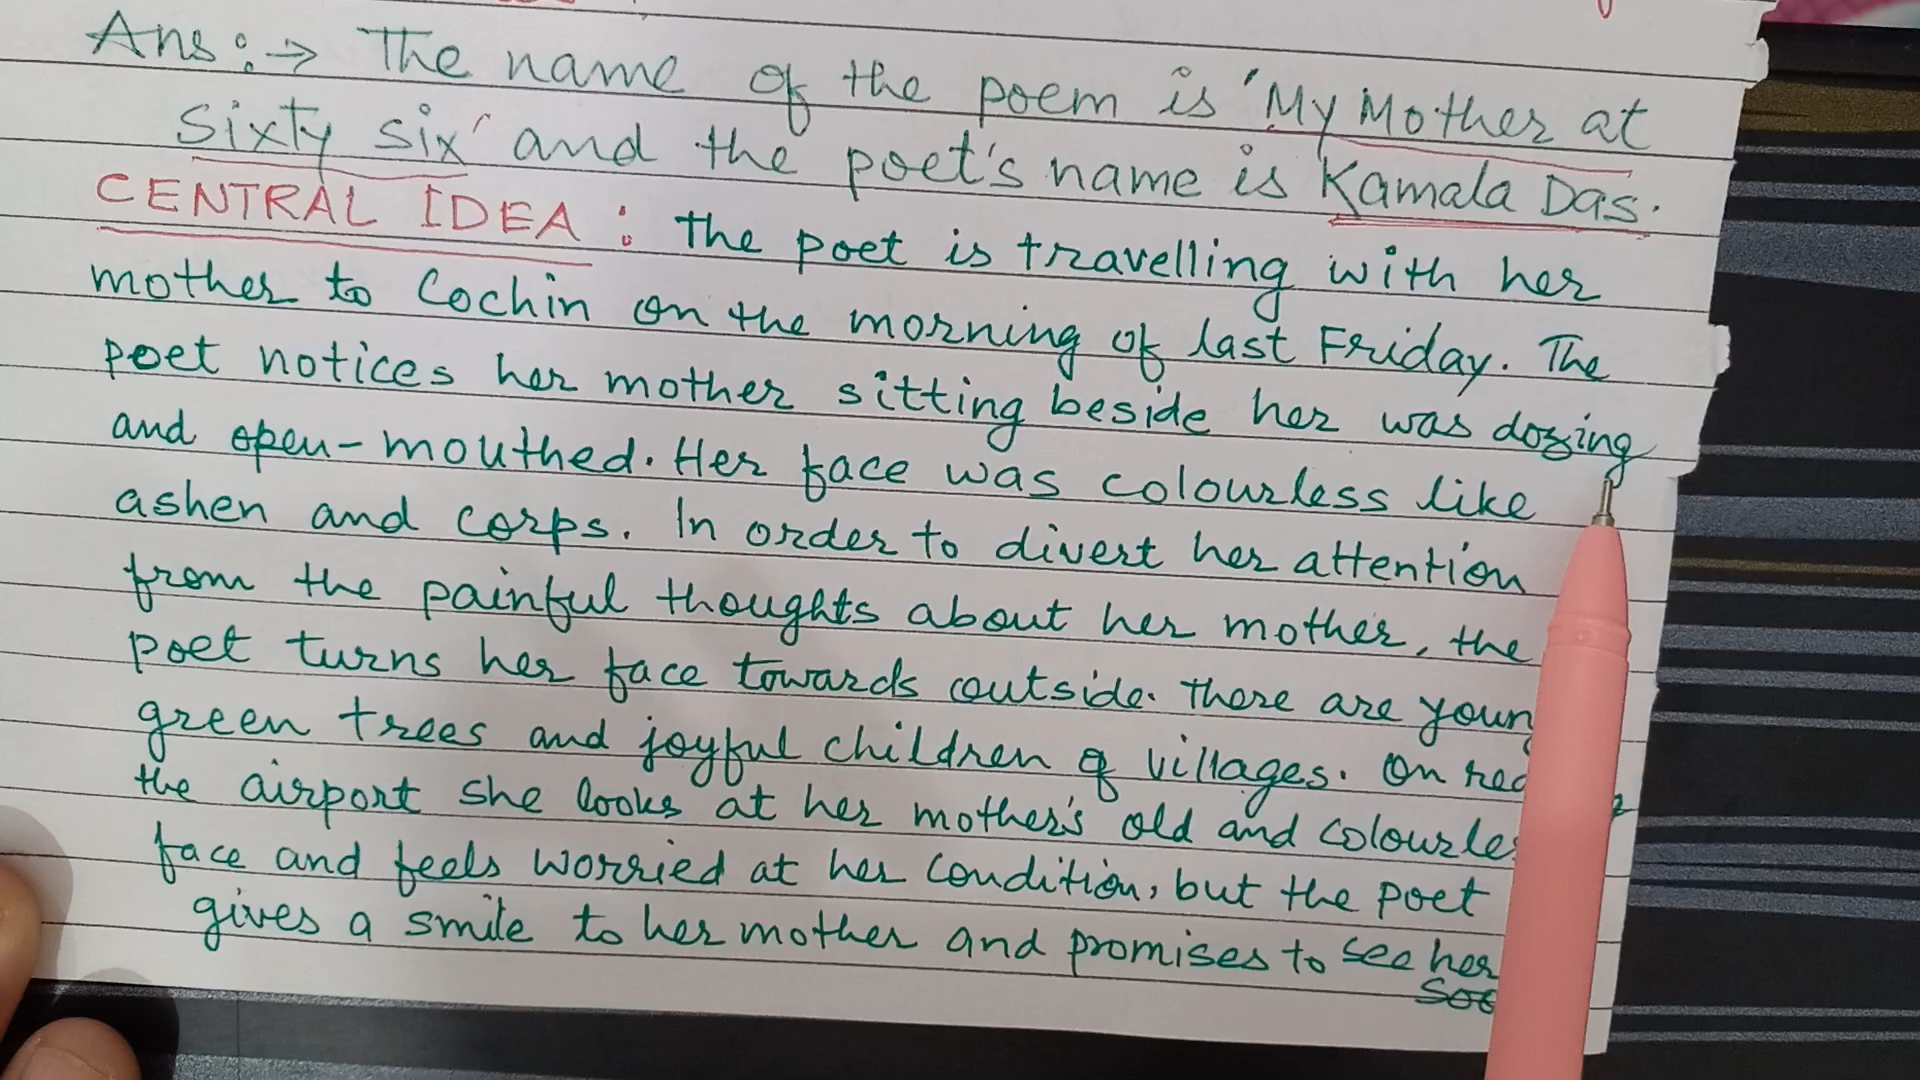 Ans:→ The name of the poem is 'My Mother at
Sixty six' and the poet's name is Kamala Das.
CENTRAL IDEA : The poet is travelling with her
mother to Cochin on the morning of last Friday. The
poet notices her mother sitting beside her was dozing
and open-mouthed. Her face was colourless like
ashen and corps. In order to divert her attention
from the painful thoughts about her mother, the
poet turns her face towards outside. There are youn
green trees and joyful children of villages. On rea
the airport she looks at her mother's old and colourles
face and feels worried at her condition, but the poet
gives a smile to her mother and promises to see her
soo